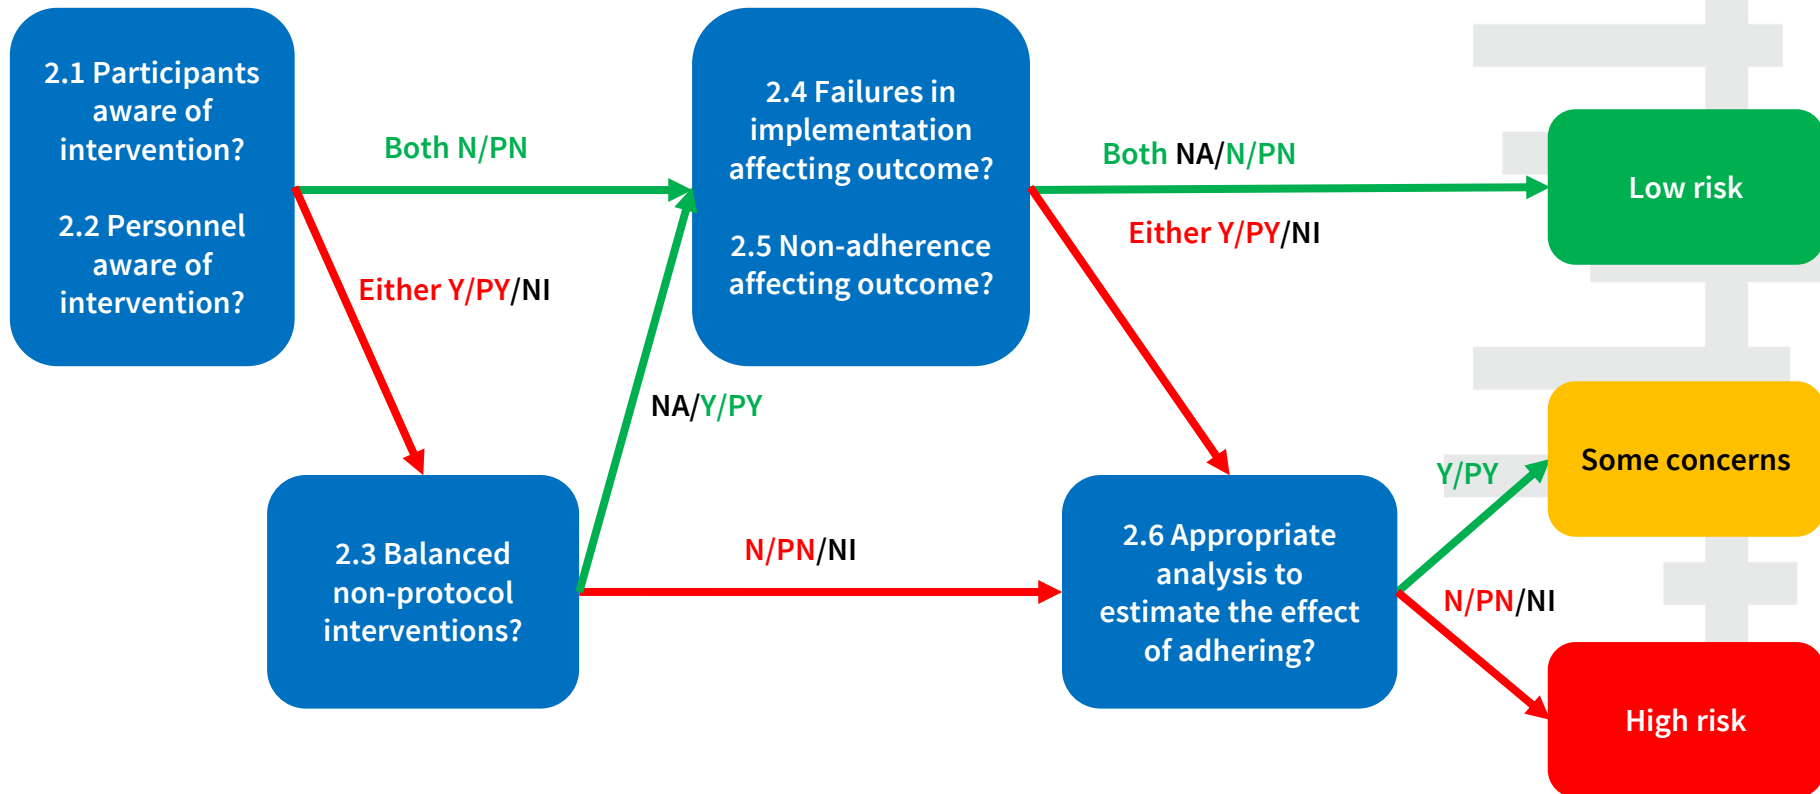 2.1 Participants
aware of
intervention?
2.2 Personnel
aware of
intervention?
Both N/PN
Either Y/PY/NI
2.3 Balanced
non-protocol
interventions?
NA/Y/PY
N/PN/NI
2.4 Failures in
implementation
affecting outcome?
2.5 Non-adherence
affecting outcome?
Both NA/N/PN
Either Y/PY/NI
2.6 Appropriate
analysis to
estimate the effect
of adhering?
Y/PY
N/PN/NI
Low risk
Some concerns
High risk